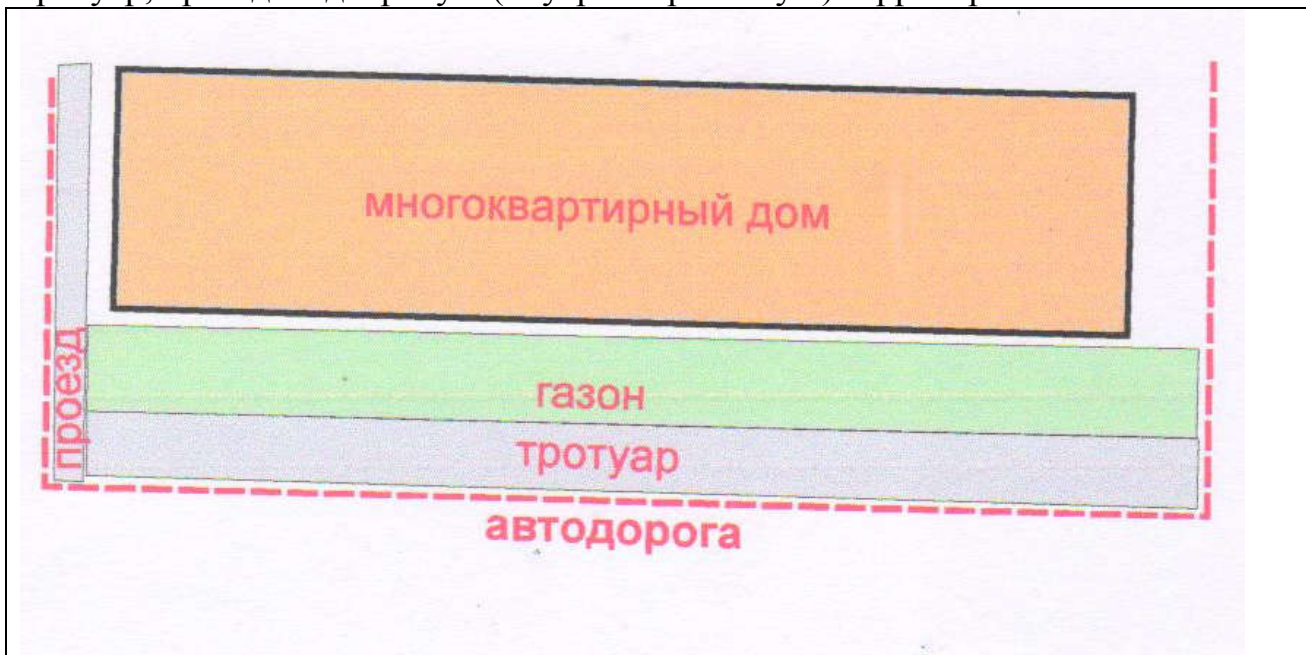 многоквартирный дом
проезд
газон
тротуар
автодорога